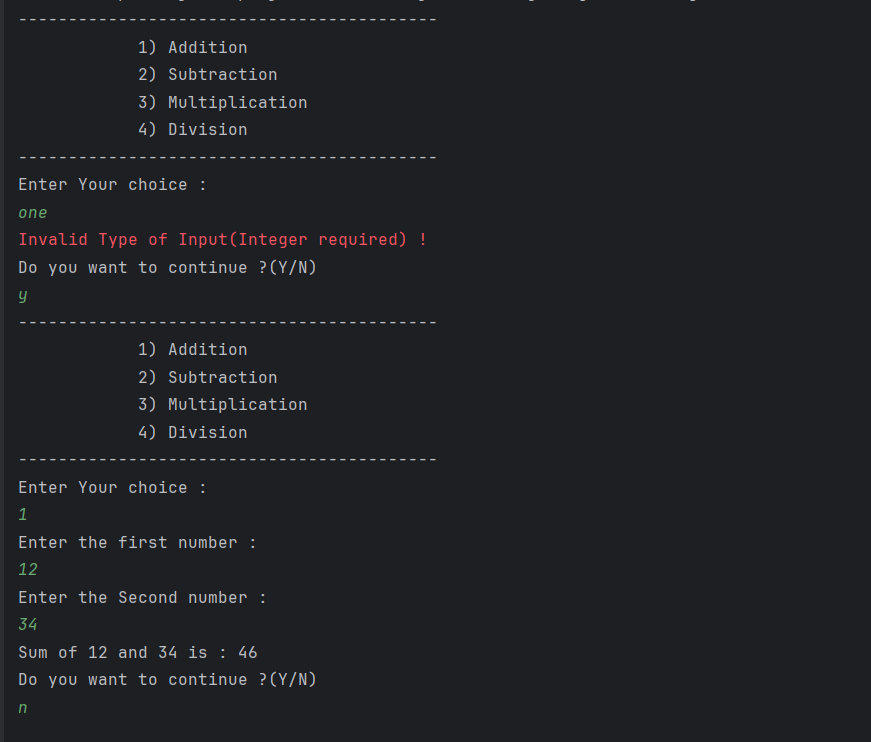 ------------------------------------------
1) Addition
2) Subtraction
3) Multiplication
4) Division
------------------------------------------
Enter Your choice :
one
Invalid Type of Input(Integer required) !
Do you want to continue ?(Y/N)
y
------------------------------------------
1) Addition
2) Subtraction
3) Multiplication
4) Division
------------------------------------------
Enter Your choice :
1
Enter the first number :
12
Enter the Second number :
34
Sum of 12 and 34 is : 46
Do you want to continue ?(Y/N)
n